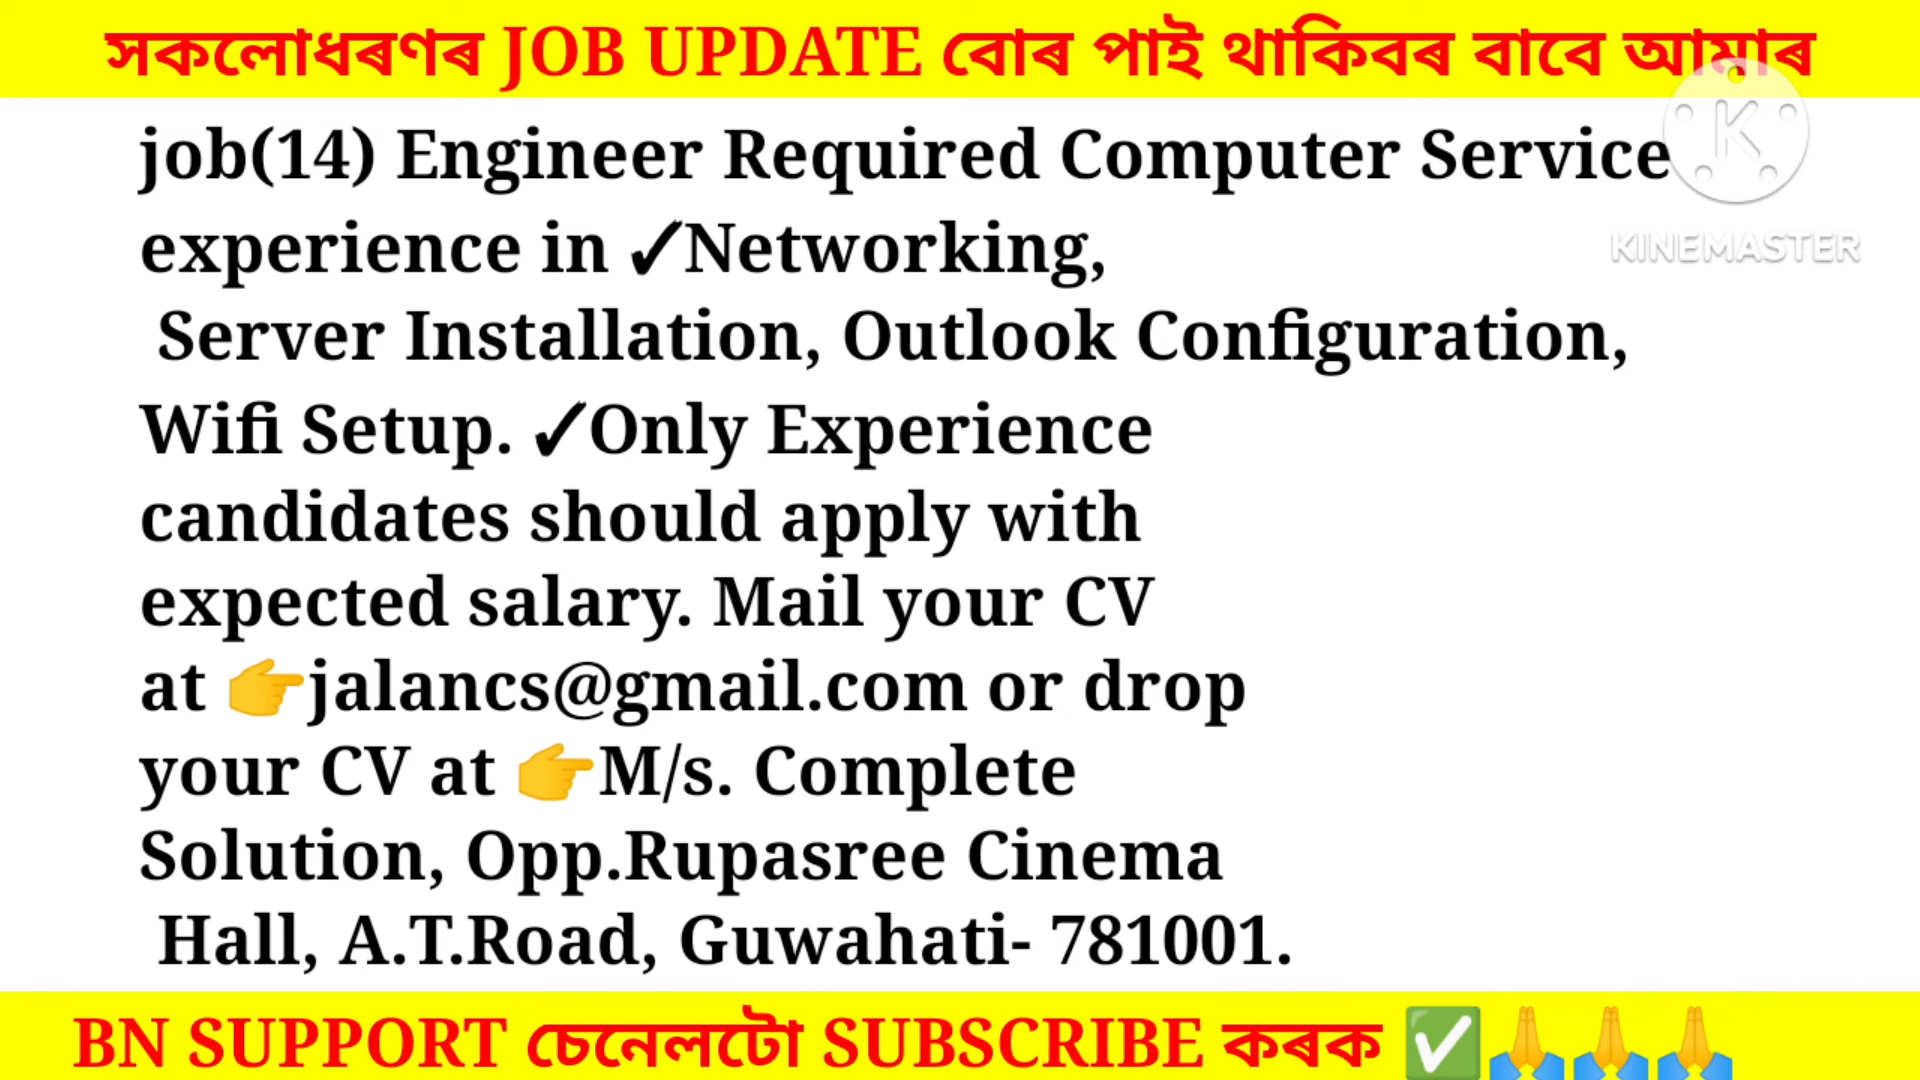 সকলোধৰণৰ JOB UPDATE বোৰ পাই থাকিবৰ বাবে আমাৰ
job(14) Engineer Required Computer Service
experience in ✓Networking,
Server Installation, Outlook Configuration,
Wifi Setup. ✓Only Experience
candidates should apply with
expected salary. Mail your CV
at 👉jalancs@gmail.com or drop
your CV at 👉M/s. Complete
Solution, Opp.Rupasree Cinema
Hall, A.T.Road, Guwahati- 781001.
BN SUPPORT চেনেলটো SUBSCRIBE কৰক ✅🙏🙏🙏
K
KINEMASTER